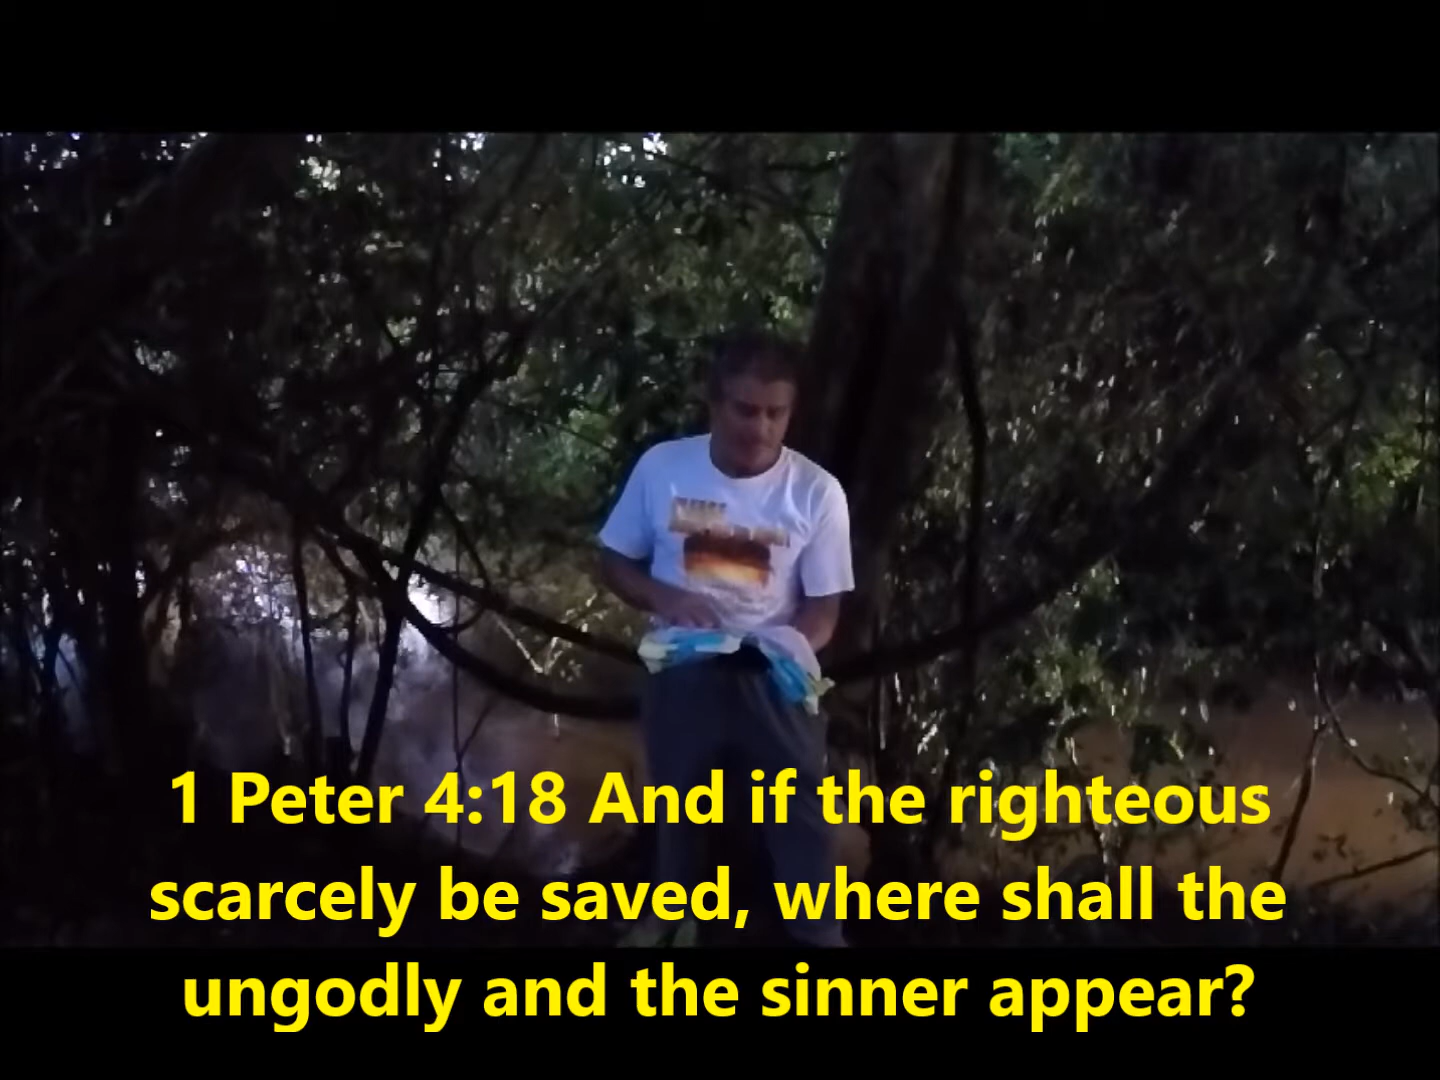 1 Peter 4:18 And if the righteous
scarcely be saved, where shall the
ungodly and the sinner appear?